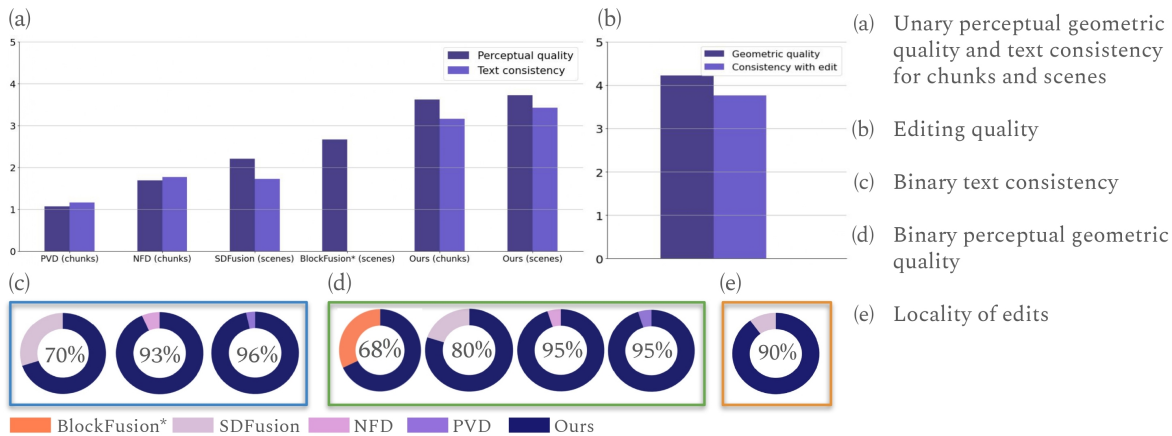 (a)
5
4
3
2
1
0
Perceptual quality
Text consistency
PVD (chunks) NFD (chunks) SDFusion (scenes) BlockFusion* (scenes) Ours (chunks) Ours (scenes)
(b)
5
4
3
2
1
0
Geometric quality
Consistency with edit
(a) Unary perceptual geometric
quality and text consistency
for chunks and scenes
(b) Editing quality
(c) Binary text consistency
(d) Binary perceptual geometric
quality
(e) Locality of edits
(c)
70% 93% 96%
(d)
68% 80% 95% 95%
(e)
90%
BlockFusion* SDFusion NFD PVD Ours